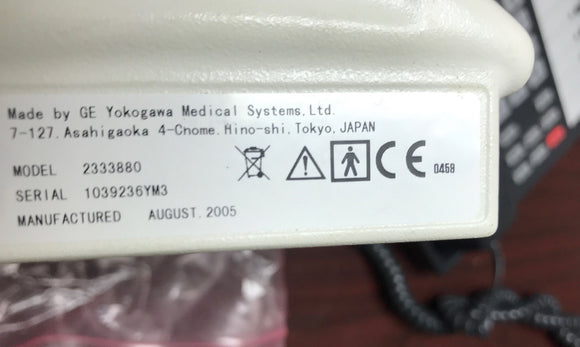 Made by GE Yokogawa Medical Systems, Ltd.
7-127, Asahigaoka 4-Chome. Hino-shi. Tokyo, JAPAN
MODEL 2333880
SERIAL 1039236YM3
MANUFACTURED AUGUST. 2005
CE 0459